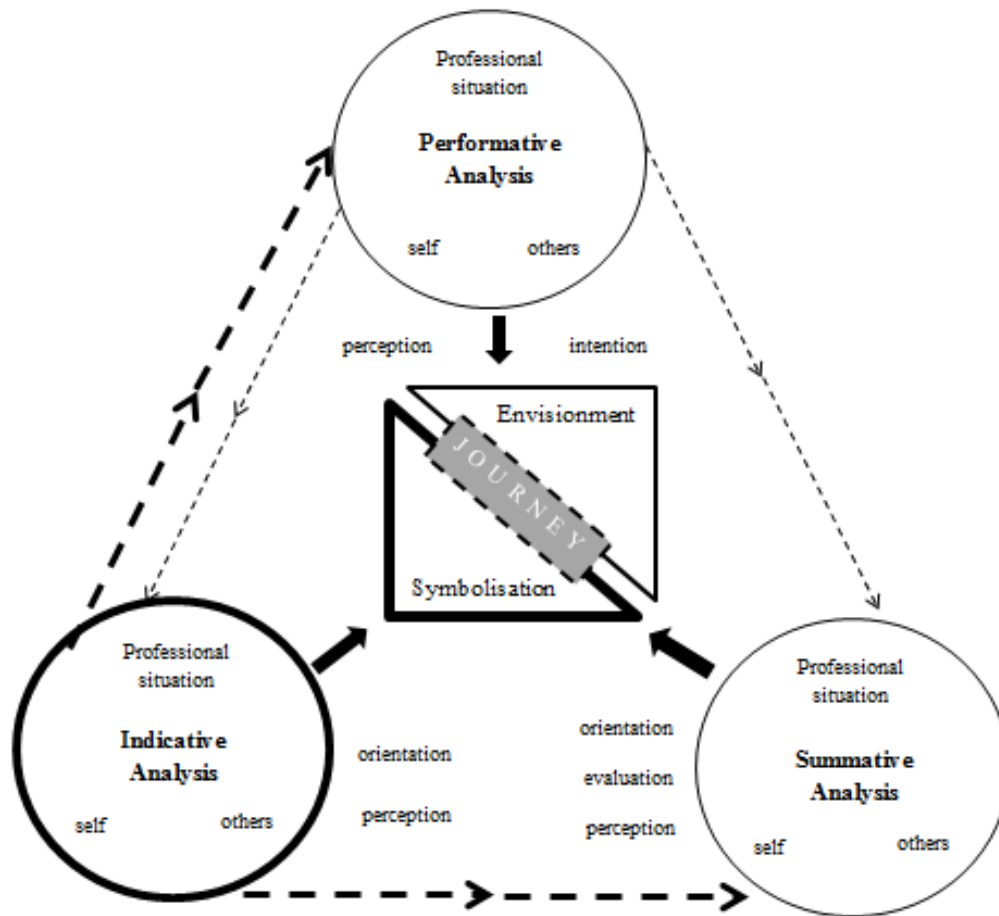 Professional
situation
Performative
Analysis
self others
perception intention
Envisionment
JOURNEY
Symbolisation
Professional
situation
Indicative
Analysis
self others
orientation
perception
orientation
evaluation
perception
Professional
situation
Summative
Analysis
self others